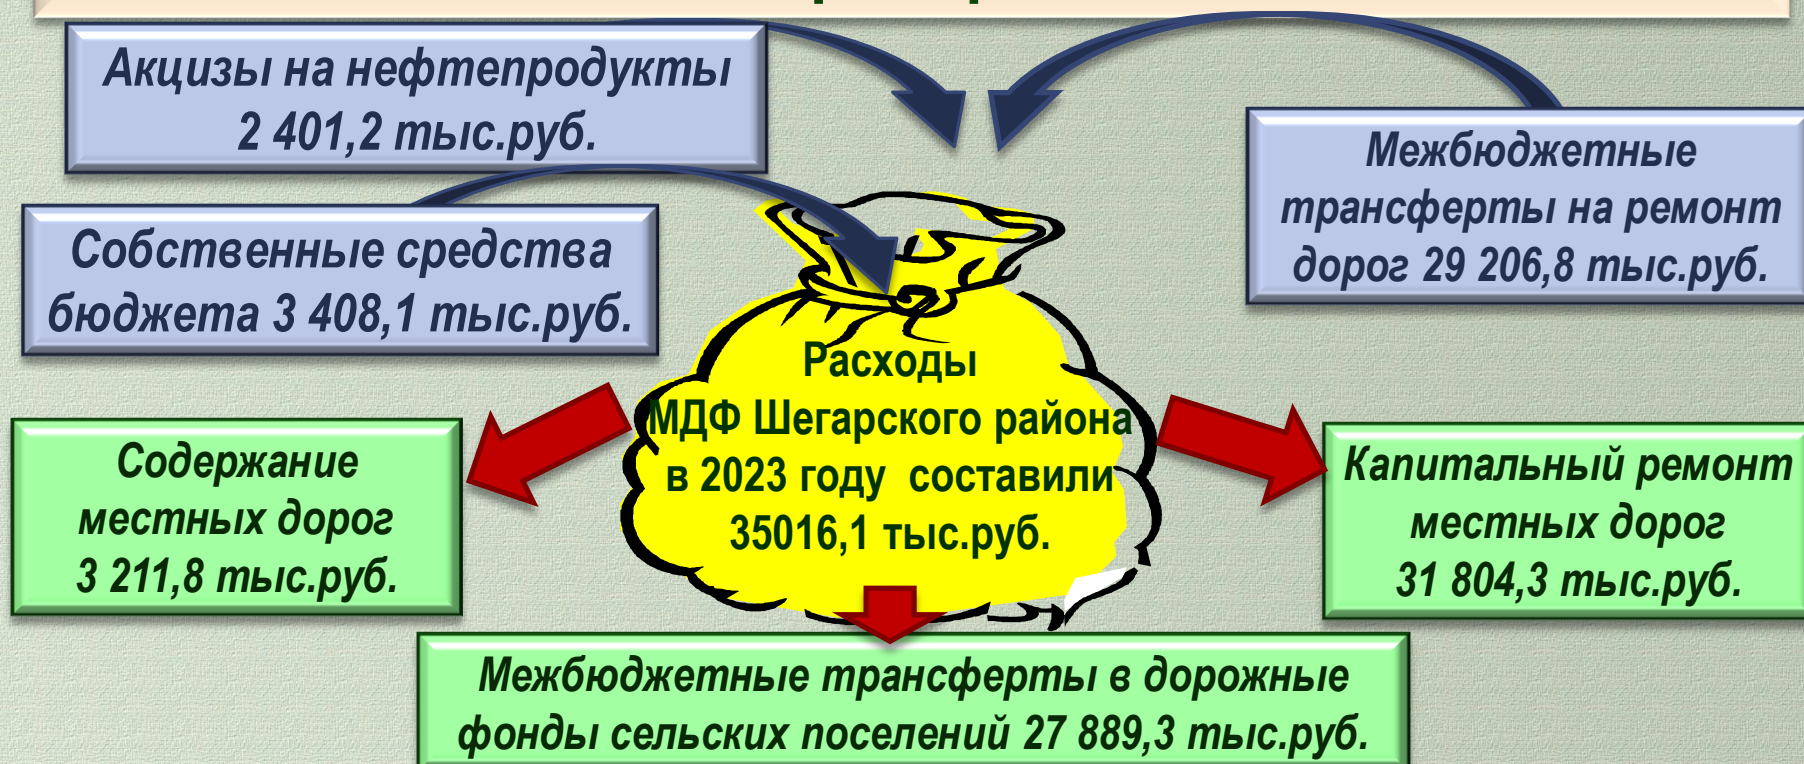 Акцизы на нефтепродукты
2 401,2 тыс.руб.
Межбюджетные
трансферты на ремонт
дорог 29 206,8 тыс.руб.
Собственные средства
бюджета 3 408,1 тыс.руб.
Расходы
МДФ Шегарского района
в 2023 году составили
35016,1 тыс.руб.
Содержание
местных дорог
3 211,8 тыс.руб.
Капитальный ремонт
местных дорог
31 804,3 тыс.руб.
Межбюджетные трансферты в дорожные
фонды сельских поселений 27 889,3 тыс.руб.